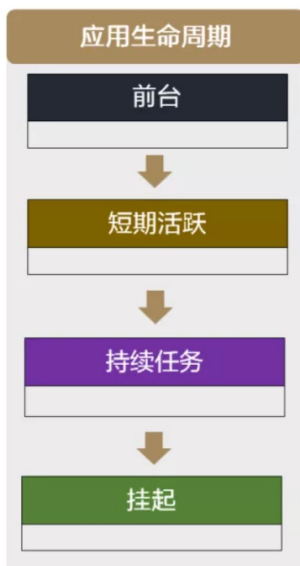 应用生命周期
前台
短期活跃
持续任务
挂起